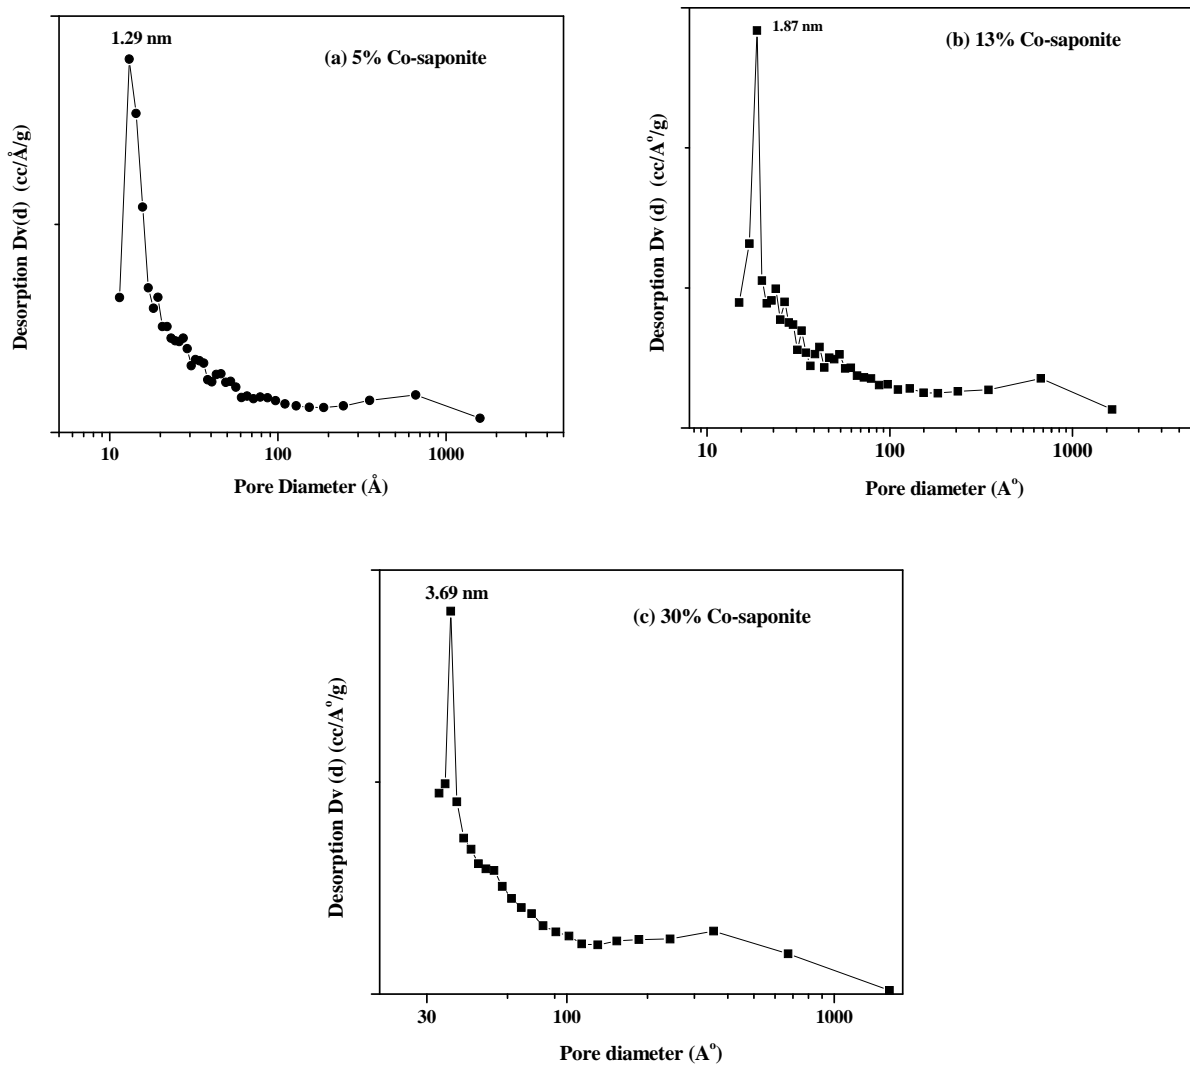 1.29 nm
(a) 5% Co-saponite
Desorption Dv(d) (cc/Å/g)
10 100 1000
Pore Diameter (Å)
1.87 nm
(b) 13% Co-saponite
Desorption Dv (d) (cc/A°/g)
10 100 1000
Pore diameter (A°)
3.69 nm
(c) 30% Co-saponite
Desorption Dv (d) (cc/A°/g)
30 100 1000
Pore diameter (A°)